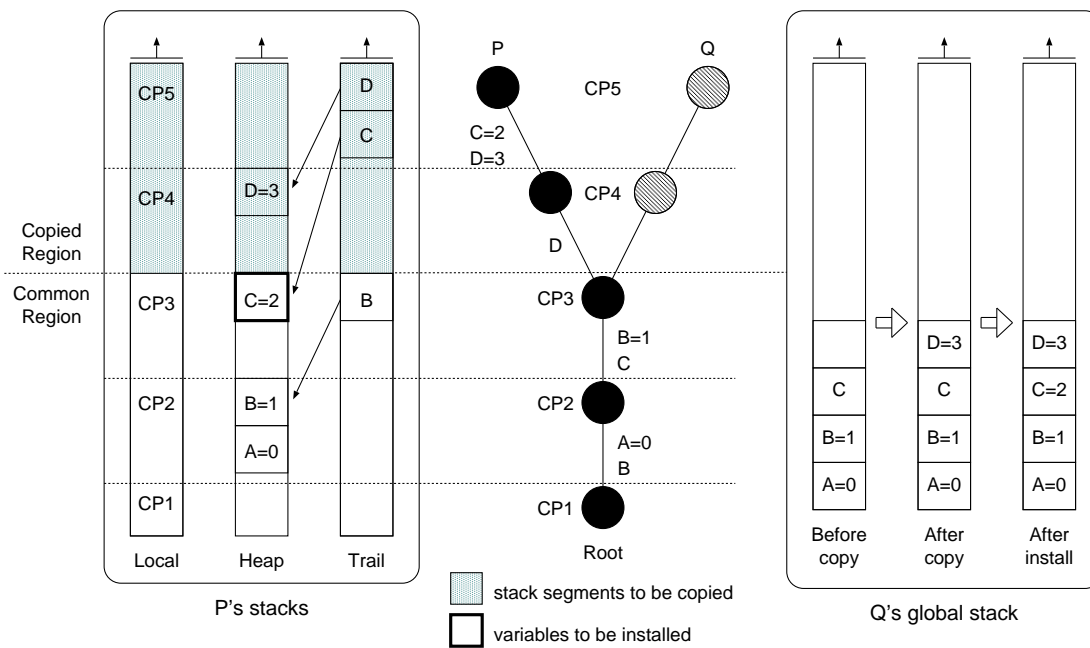 P
Q
CP5
D
CP5
C
C=2
D=3
CP4
D=3
CP4
Copied
Region
D
Common
Region
CP3
C=2
B
CP3
B=1
C
D=3
D=3
CP2
B=1
CP2
C
C
C=2
A=0
A=0
B
B=1
B=1
B=1
CP1
CP1
A=0
A=0
A=0
Local
Heap
Trail
Root
Before
copy
After
copy
After
install
P's stacks
stack segments to be copied
variables to be installed
Q's global stack